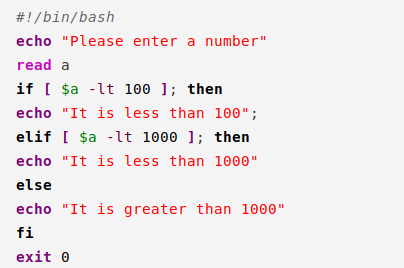 #!/bin/bash
echo "Please enter a number"
read a
if [ $a -lt 100 ]; then
echo "It is less than 100";
elif [ $a -lt 1000 ]; then
echo "It is less than 1000"
else
echo "It is greater than 1000"
fi
exit 0